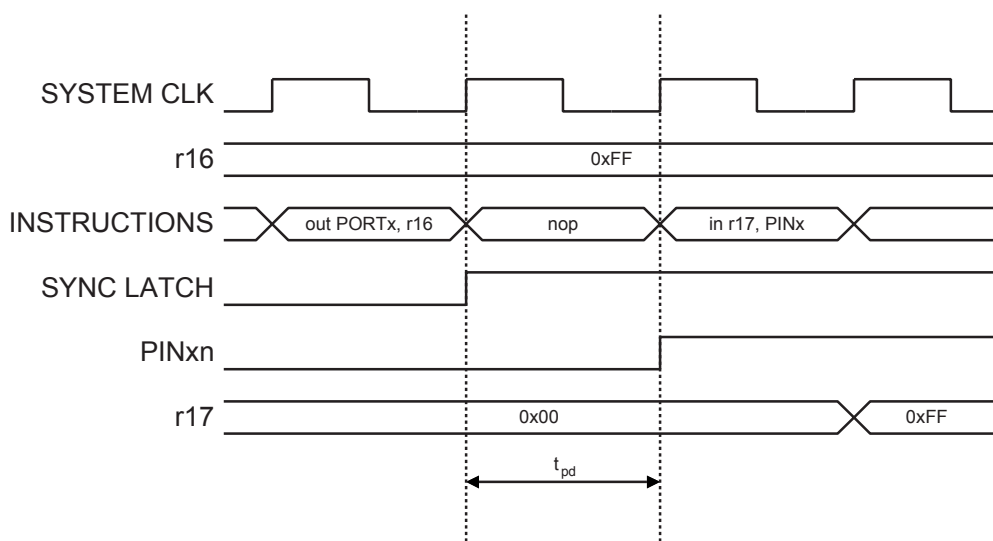 SYSTEM CLK
r16
0xFF
INSTRUCTIONS
out PORTx, r16
nop
in r17, PINx
SYNC LATCH
PINxn
r17
0x00
0xFF
tpd